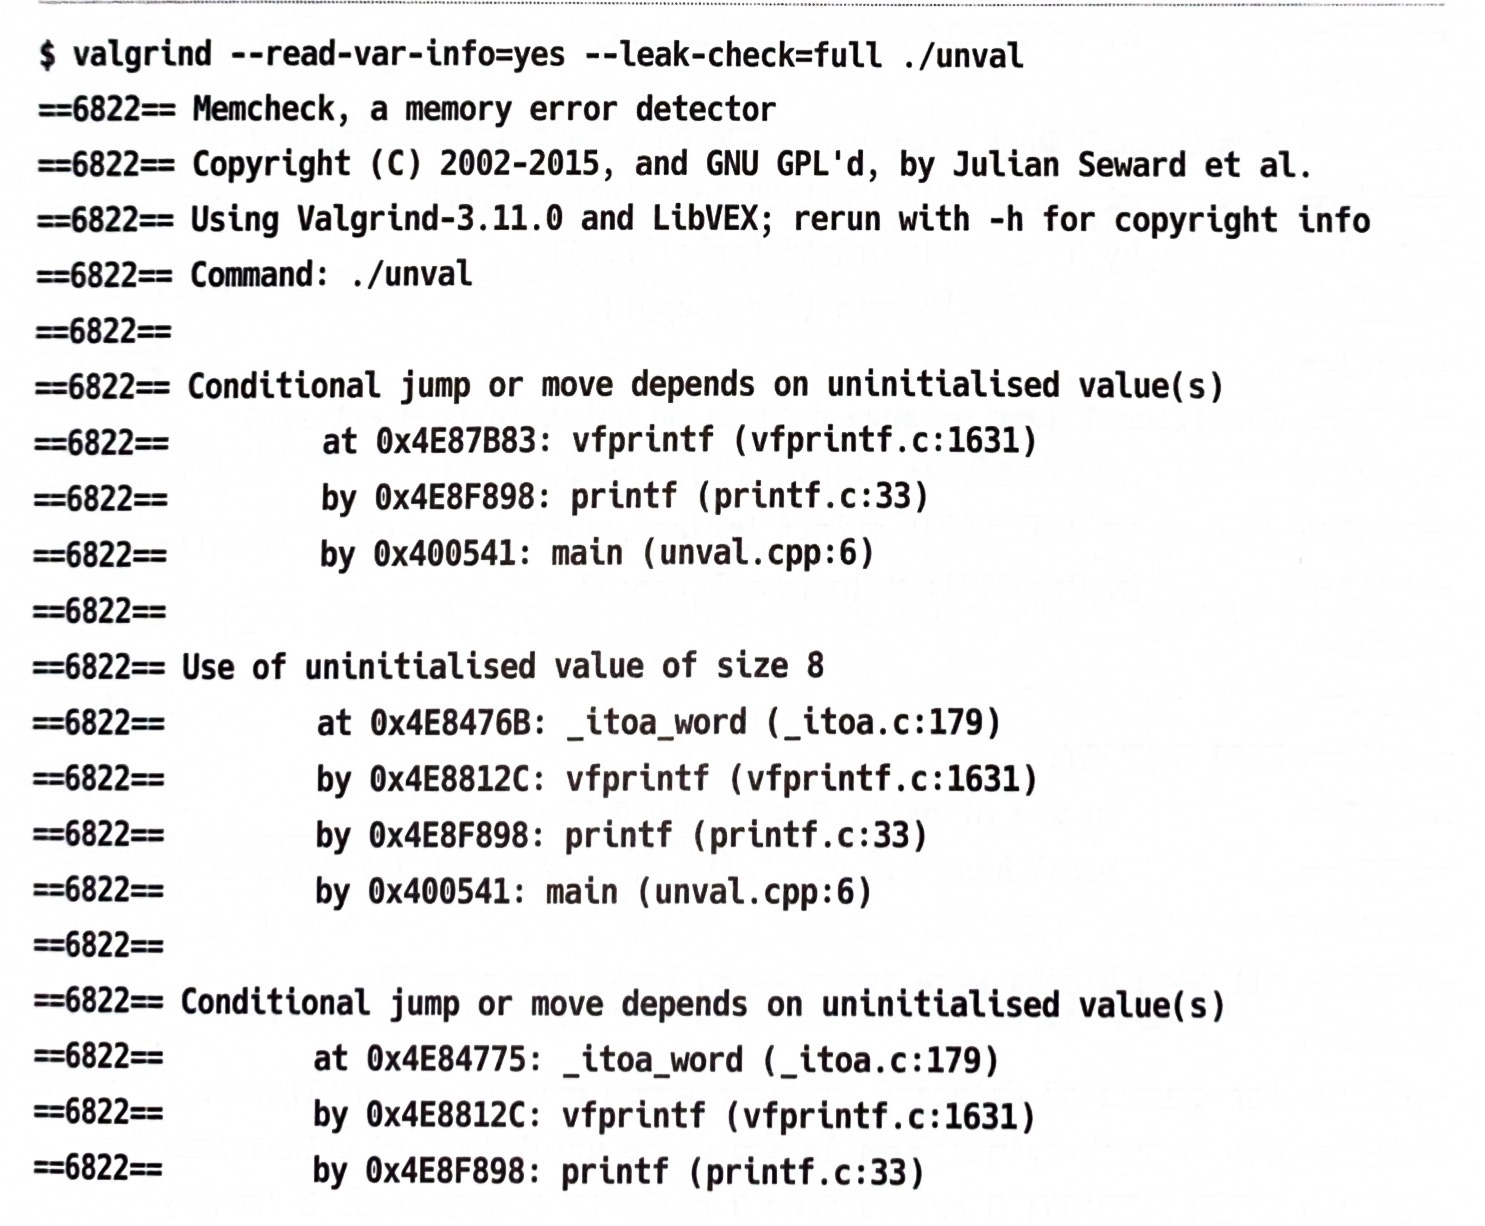 $ valgrind --read-var-info=yes --leak-check=full ./unval
==6822== Memcheck, a memory error detector
==6822== Copyright (C) 2002-2015, and GNU GPL'd, by Julian Seward et al.
==6822== Using Valgrind-3.11.0 and LibVEX; rerun with -h for copyright info
==6822== Command: ./unval
==6822==
==6822== Conditional jump or move depends on uninitialised value(s)
==6822==        at 0x4E87B83: vfprintf (vfprintf.c:1631)
==6822==        by 0x4E8F898: printf (printf.c:33)
==6822==        by 0x400541: main (unval.cpp:6)
==6822==
==6822== Use of uninitialised value of size 8
==6822==        at 0x4E8476B: _itoa_word (_itoa.c:179)
==6822==        by 0x4E8812C: vfprintf (vfprintf.c:1631)
==6822==        by 0x4E8F898: printf (printf.c:33)
==6822==        by 0x400541: main (unval.cpp:6)
==6822==
==6822== Conditional jump or move depends on uninitialised value(s)
==6822==        at 0x4E84775: _itoa_word (_itoa.c:179)
==6822==        by 0x4E8812C: vfprintf (vfprintf.c:1631)
==6822==        by 0x4E8F898: printf (printf.c:33)